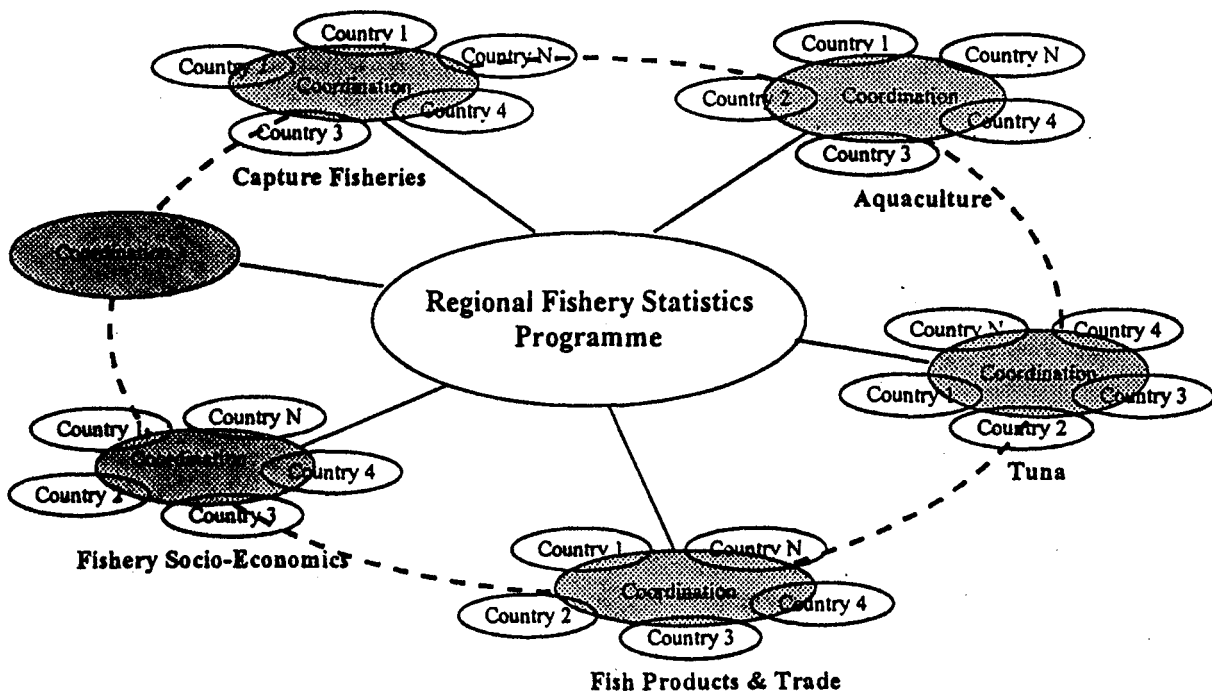 Country 1
Country N
Country 2
Coordination
Country 4
Country 3
Capture Fisheries
Country 1
Country N
Country 2
Coordination
Country 4
Country 3
Aquaculture
Coordination
Regional Fishery Statistics
Programme
Country N
Country 4
Coordination
Country 1
Country 3
Country 2
Tuna
Country 1
Country N
Coordination
Country 4
Country 2
Country 3
Fishery Socio-Economics
Country 1
Country N
Coordination
Country 2
Country 4
Country 3
Fish Products & Trade